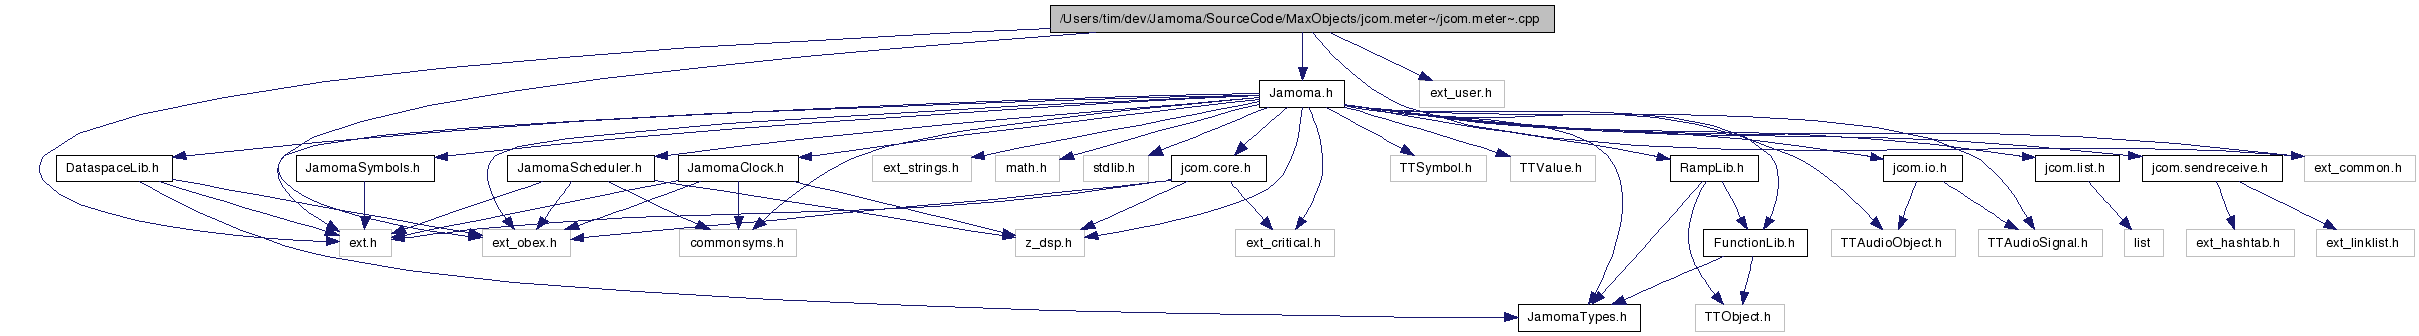 /Users/tim/dev/Jamoma/SourceCode/MaxObjects/jcom.meter~/jcom.meter~.cpp
Jamoma.h
ext_user.h
DataspaceLib.h
JamomaSymbols.h
JamomaScheduler.h
JamomaClock.h
ext_strings.h
math.h
stdlib.h
jcom.core.h
TTSymbol.h
TTValue.h
RampLib.h
jcom.io.h
jcom.list.h
jcom.sendreceive.h
ext_common.h
ext.h
ext_obex.h
commonsyms.h
z_dsp.h
ext_critical.h
FunctionLib.h
TTAudioObject.h
TTAudioSignal.h
list
ext_hashtab.h
ext_linklist.h
JamomaTypes.h
TTObject.h